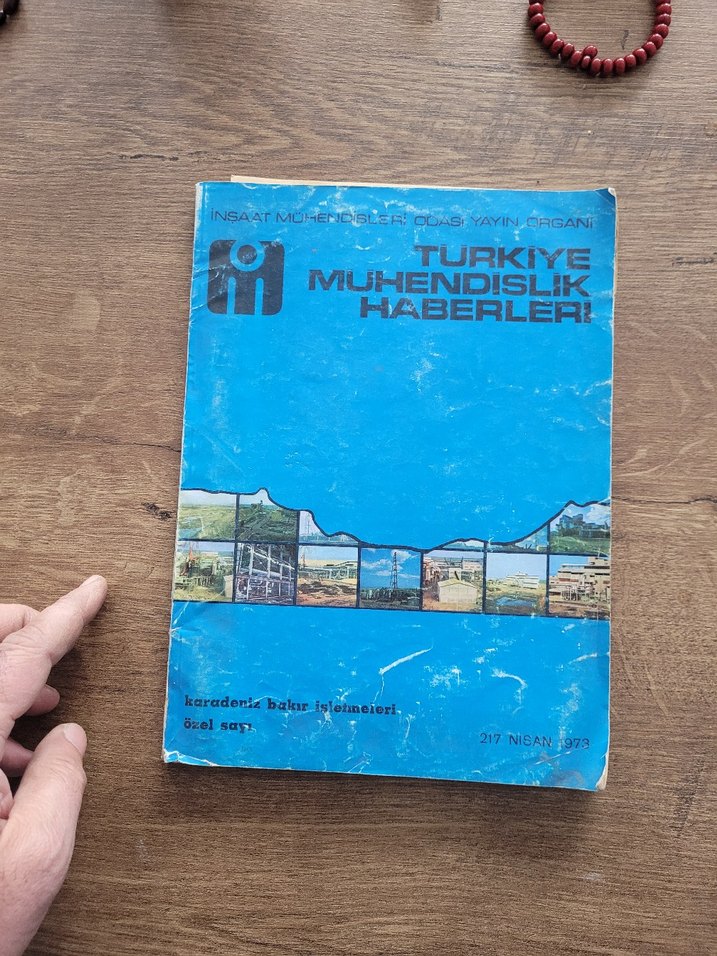 İNŞAAT MÜHENDİSLERİ ODASI YAYIN ORGANI
TÜRKİYE
MÜHENDİSLİK
HABERLERİ
karadeniz bakır işletmeleri
özel sayı
217 NİSAN 1973